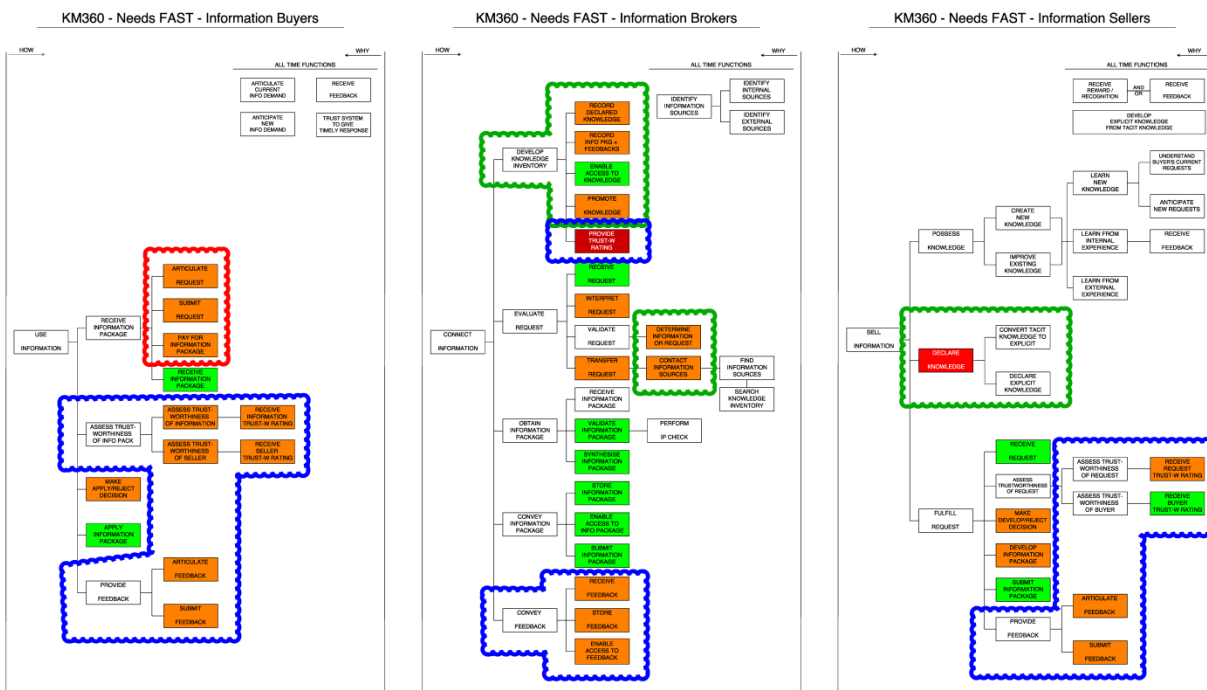 KM360 - Needs FAST - Information Buyers
HOW
WHY
ALL TIME FUNCTIONS
ARTICULATE
CURRENT
INFO DEMAND
RECEIVE
FEEDBACK
ANTICIPATE
NEW
INFO DEMAND
TRUST SYSTEM
TO GIVE
TIMELY RESPONSE
USE
INFORMATION
RECEIVE
INFORMATION
PACKAGE
ARTICULATE
REQUEST
SUBMIT
REQUEST
PAY FOR
INFORMATION
PACKAGE
RECEIVE
INFORMATION
PACKAGE
ASSESS TRUST-
WORTHINESS
OF INFO PACK
ASSESS TRUST-
WORTHINESS
OF INFORMATION
RECEIVE
INFORMATION
TRUST-W RATING
ASSESS TRUST-
WORTHINESS
OF SELLER
RECEIVE
SELLER
TRUST-W RATING
MAKE
APPLY/REJECT
DECISION
APPLY
INFORMATION
PACKAGE
PROVIDE
FEEDBACK
ARTICULATE
FEEDBACK
SUBMIT
FEEDBACK
KM360 - Needs FAST - Information Brokers
HOW
WHY
ALL TIME FUNCTIONS
IDENTIFY
INFORMATION
SOURCES
IDENTIFY
INTERNAL
SOURCES
IDENTIFY
EXTERNAL
SOURCES
CONNECT
INFORMATION
DEVELOP
KNOWLEDGE
INVENTORY
RECORD
DECLARED
KNOWLEDGE
RECORD
INFO PKG +
FEEDBACKS
ENABLE
ACCESS TO
KNOWLEDGE
PROMOTE
KNOWLEDGE
PROVIDE
TRUST-W
RATING
EVALUATE
REQUEST
RECEIVE
REQUEST
INTERPRET
REQUEST
VALIDATE
REQUEST
DETERMINE
INFORMATION
OR REQUEST
TRANSFER
REQUEST
CONTACT
INFORMATION
SOURCES
FIND
INFORMATION
SOURCES
SEARCH
KNOWLEDGE
INVENTORY
OBTAIN
INFORMATION
PACKAGE
RECEIVE
INFORMATION
PACKAGE
VALIDATE
INFORMATION
PACKAGE
PERFORM
IP CHECK
SYNTHESISE
INFORMATION
PACKAGE
CONVEY
INFORMATION
PACKAGE
STORE
INFORMATION
PACKAGE
ENABLE
ACCESS TO
INFO PACKAGE
SUBMIT
INFORMATION
PACKAGE
CONVEY
FEEDBACK
RECEIVE
FEEDBACK
STORE
FEEDBACK
ENABLE
ACCESS TO
FEEDBACK
KM360 - Needs FAST - Information Sellers
HOW
WHY
ALL TIME FUNCTIONS
RECEIVE
REWARD /
RECOGNITION
AND
OR
RECEIVE
FEEDBACK
DEVELOP
EXPLICIT KNOWLEDGE
FROM TACIT KNOWLEDGE
SELL
INFORMATION
POSSESS
KNOWLEDGE
CREATE
NEW
KNOWLEDGE
IMPROVE
EXISTING
KNOWLEDGE
LEARN
NEW
KNOWLEDGE
UNDERSTAND
BUYER'S CURRENT
REQUESTS
ANTICIPATE
NEW REQUESTS
LEARN FROM
INTERNAL
EXPERIENCE
RECEIVE
FEEDBACK
LEARN FROM
EXTERNAL
EXPERIENCE
DECLARE
KNOWLEDGE
CONVERT TACIT
KNOWLEDGE TO
EXPLICIT
DECLARE
EXPLICIT
KNOWLEDGE
FULFILL
REQUEST
RECEIVE
REQUEST
ASSESS
TRUSTWORTHINESS
OF REQUEST
ASSESS TRUST-
WORTHINESS
OF REQUEST
RECEIVE
REQUEST
TRUST-W RATING
ASSESS TRUST-
WORTHINESS
OF BUYER
RECEIVE
BUYER
TRUST-W RATING
MAKE
DEVELOP/REJECT
DECISION
DEVELOP
INFORMATION
PACKAGE
SUBMIT
INFORMATION
PACKAGE
PROVIDE
FEEDBACK
ARTICULATE
FEEDBACK
SUBMIT
FEEDBACK